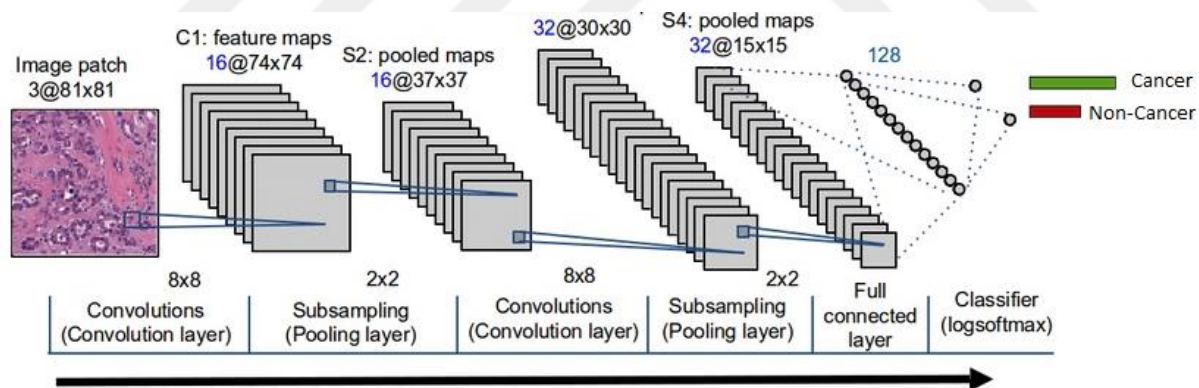 Image patch
3@81x81
C1: feature maps
16@74x74
S2: pooled maps
16@37x37
32@30x30
S4: pooled maps
32@15x15
128
Cancer
Non-Cancer
8x8
2x2
8x8
2x2
Convolutions
(Convolution layer)
Subsampling
(Pooling layer)
Convolutions
(Convolution layer)
Subsampling
(Pooling layer)
Full
connected
layer
Classifier
(logsoftmax)